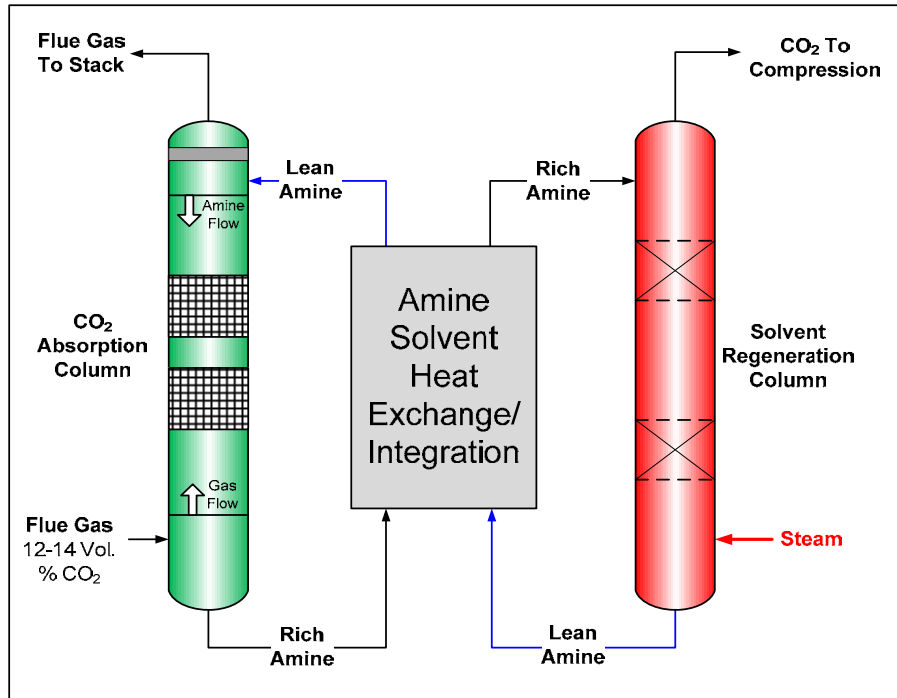 Flue Gas
To Stack
CO₂ To
Compression
Lean
Amine
Rich
Amine
Amine
Flow
Amine
Solvent
Heat
Exchange/
Integration
CO₂
Absorption
Column
Solvent
Regeneration
Column
Gas
Flow
Flue Gas
12-14 Vol.
% CO₂
Steam
Rich
Amine
Lean
Amine